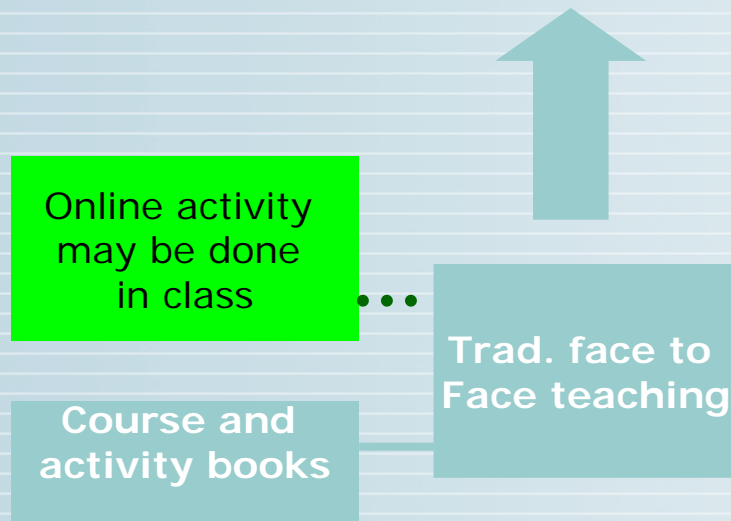 Online activity
may be done
in class
Trad. face to
Face teaching
Course and
activity books